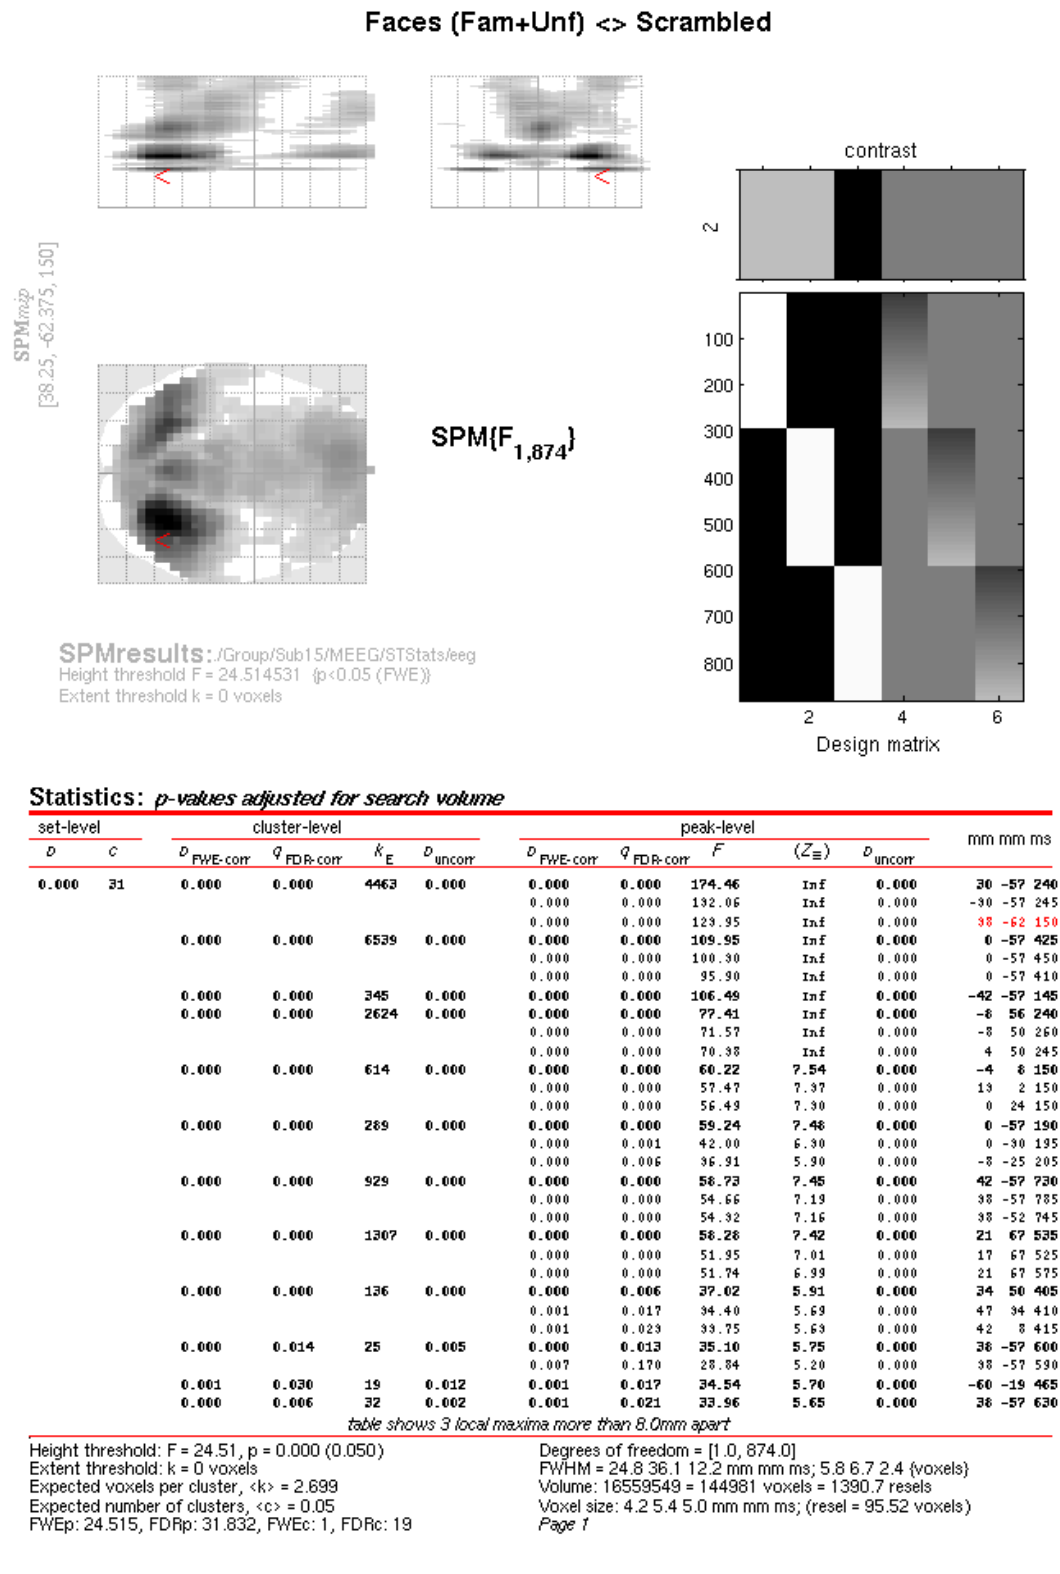 Faces (Fam+Unf) <> Scrambled
SPMmip
[38.25, -62.375, 150]
contrast
2
SPM{F1,874}
100
200
300
400
500
600
700
800
2 4 6
Design matrix
SPMresults: ./Group/Sub15/MEEG/STStats/eeg
Height threshold F = 24.514531 {p<0.05 (FWE)}
Extent threshold k = 0 voxels
Statistics: p-values adjusted for search volume
set-level cluster-level peak-level mm mm ms
p c p FWE-corr q FDR-corr k E p uncorr p FWE-corr q FDR-corr F (Z≡) p uncorr
0.000 31 0.000 0.000 4463 0.000 0.000 0.000 174.46 Inf 0.000 30 -57 240
0.000 0.000 132.06 Inf 0.000 -30 -57 245
0.000 0.000 123.95 Inf 0.000 38 -62 150
0.000 0.000 6539 0.000 0.000 0.000 109.95 Inf 0.000 0 -57 425
0.000 0.000 100.30 Inf 0.000 0 -57 450
0.000 0.000 95.90 Inf 0.000 0 -57 410
0.000 0.000 345 0.000 0.000 0.000 106.49 Inf 0.000 -42 -57 145
0.000 0.000 2624 0.000 0.000 0.000 77.41 Inf 0.000 -8 56 240
0.000 0.000 71.57 Inf 0.000 -8 50 260
0.000 0.000 70.38 Inf 0.000 4 50 245
0.000 0.000 614 0.000 0.000 0.000 60.22 7.54 0.000 -4 8 150
0.000 0.000 57.47 7.37 0.000 13 2 150
0.000 0.000 56.49 7.30 0.000 0 24 150
0.000 0.000 289 0.000 0.000 0.000 59.24 7.48 0.000 0 -57 190
0.000 0.001 42.00 6.30 0.000 0 -30 195
0.000 0.006 36.91 5.90 0.000 -8 -25 205
0.000 0.000 929 0.000 0.000 0.000 58.73 7.45 0.000 42 -57 730
0.000 0.000 54.66 7.19 0.000 38 -57 785
0.000 0.000 54.32 7.16 0.000 38 -52 745
0.000 0.000 1307 0.000 0.000 0.000 58.28 7.42 0.000 21 67 535
0.000 0.000 51.95 7.01 0.000 17 67 525
0.000 0.000 51.74 6.99 0.000 21 67 575
0.000 0.000 136 0.000 0.000 0.006 37.02 5.91 0.000 34 50 405
0.001 0.017 34.40 5.69 0.000 47 34 410
0.001 0.023 33.75 5.63 0.000 42 8 415
0.000 0.014 25 0.005 0.000 0.013 35.10 5.75 0.000 38 -57 600
0.007 0.170 28.84 5.20 0.000 38 -57 590
0.001 0.030 19 0.012 0.001 0.017 34.54 5.70 0.000 -60 -19 465
0.000 0.006 32 0.002 0.001 0.021 33.96 5.65 0.000 38 -57 630
table shows 3 local maxima more than 8.0mm apart
Height threshold: F = 24.51, p = 0.000 (0.050)
Extent threshold: k = 0 voxels
Expected voxels per cluster, <k> = 2.699
Expected number of clusters, <c> = 0.05
FWEp: 24.515, FDRp: 31.832, FWEc: 1, FDRc: 19
Degrees of freedom = [1.0, 874.0]
FWHM = 24.8 36.1 12.2 mm mm ms; 5.8 6.7 2.4 {voxels}
Volume: 16559549 = 144981 voxels = 1390.7 resels
Voxel size: 4.2 5.4 5.0 mm mm ms; (resel = 95.52 voxels)
Page 1